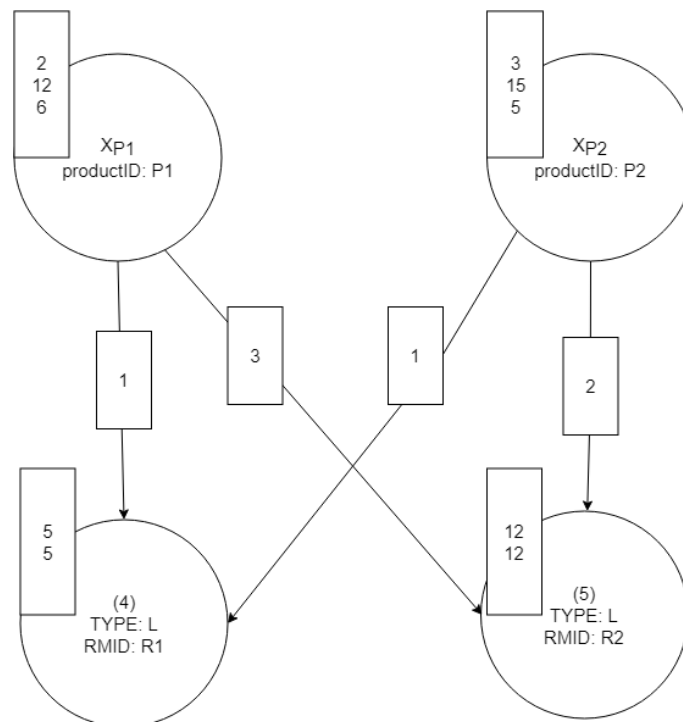 2
12
6
XP1
productID: P1
3
15
5
XP2
productID: P2
1
3
1
2
5
5
(4)
TYPE: L
RMID: R1
12
12
(5)
TYPE: L
RMID: R2